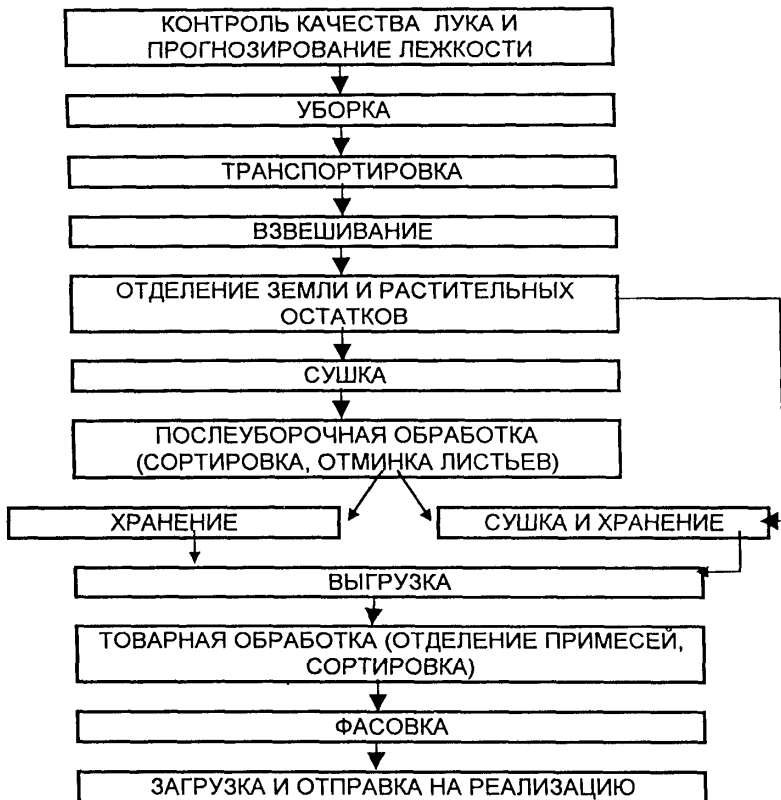 КОНТРОЛЬ КАЧЕСТВА ЛУКА И
ПРОГНОЗИРОВАНИЕ ЛЕЖКОСТИ
УБОРКА
ТРАНСПОРТИРОВКА
ВЗВЕШИВАНИЕ
ОТДЕЛЕНИЕ ЗЕМЛИ И РАСТИТЕЛЬНЫХ
ОСТАТКОВ
СУШКА
ПОСЛЕУБОРОЧНАЯ ОБРАБОТКА
(СОРТИРОВКА, ОТМИНКА ЛИСТЬЕВ)
ХРАНЕНИЕ
СУШКА И ХРАНЕНИЕ
ВЫГРУЗКА
ТОВАРНАЯ ОБРАБОТКА (ОТДЕЛЕНИЕ ПРИМЕСЕЙ,
СОРТИРОВКА)
ФАСОВКА
ЗАГРУЗКА И ОТПРАВКА НА РЕАЛИЗАЦИЮ